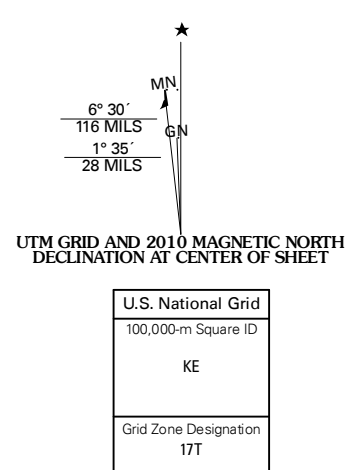 ★
MN
6° 30´
116 MILS
GN
1° 35´
28 MILS
UTM GRID AND 2010 MAGNETIC NORTH
DECLINATION AT CENTER OF SHEET
U.S. National Grid
100,000-m Square ID
KE
Grid Zone Designation
17T